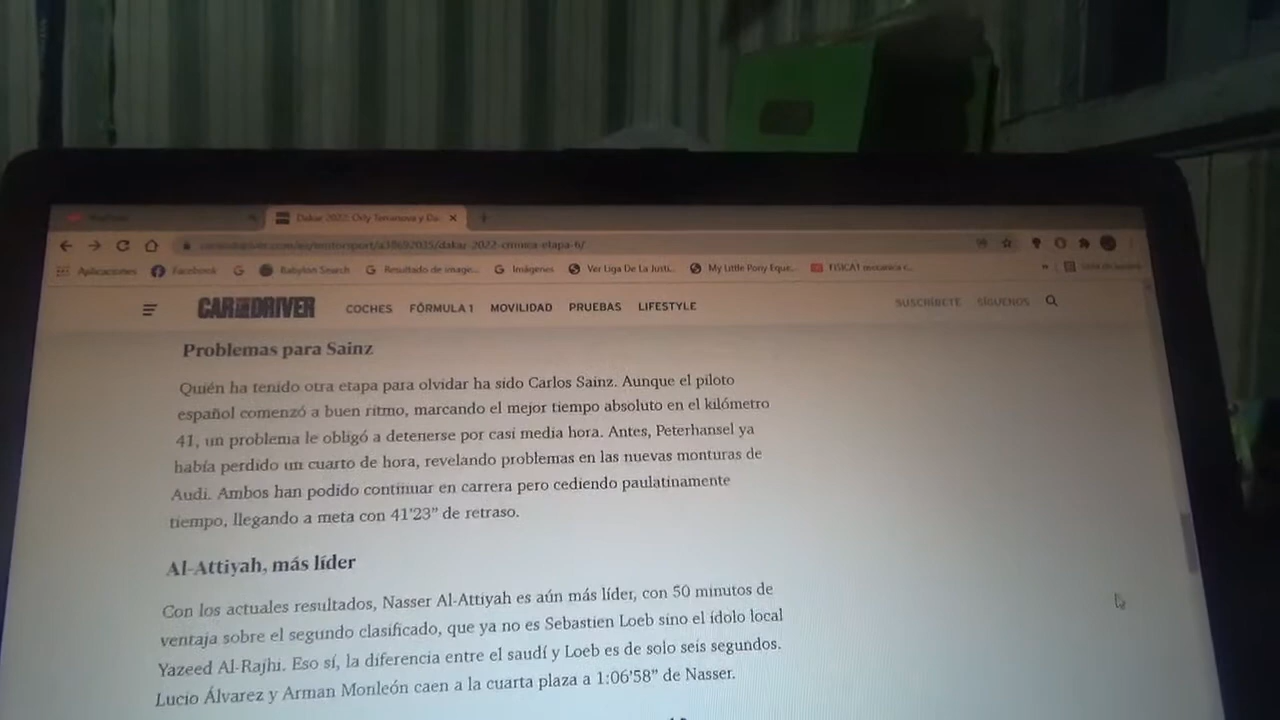 Dakar 2022: Orly Terranova y Da
dakar-2022-cronica-etapa-6/
Aplicaciones Facebook Babylon Search Resultado de image... Imágenes Ver Liga De La Justi... My Little Pony Eque... FISICA1 mecanica c...
CAR AND DRIVER COCHES FÓRMULA 1 MOVILIDAD PRUEBAS LIFESTYLE SUSCRÍBETE SÍGUENOS
Problemas para Sainz
Quién ha tenido otra etapa para olvidar ha sido Carlos Sainz. Aunque el piloto
español comenzó a buen ritmo, marcando el mejor tiempo absoluto en el kilómetro
41, un problema le obligó a detenerse por casi media hora. Antes, Peterhansel ya
había perdido un cuarto de hora, revelando problemas en las nuevas monturas de
Audi. Ambos han podido continuar en carrera pero cediendo paulatinamente
tiempo, llegando a meta con 41'23” de retraso.
Al-Attiyah, más líder
Con los actuales resultados, Nasser Al-Attiyah es aún más líder, con 50 minutos de
ventaja sobre el segundo clasificado, que ya no es Sebastien Loeb sino el ídolo local
Yazeed Al-Rajhi. Eso sí, la diferencia entre el saudí y Loeb es de solo seis segundos.
Lucio Álvarez y Arman Monleón caen a la cuarta plaza a 1:06'58” de Nasser.